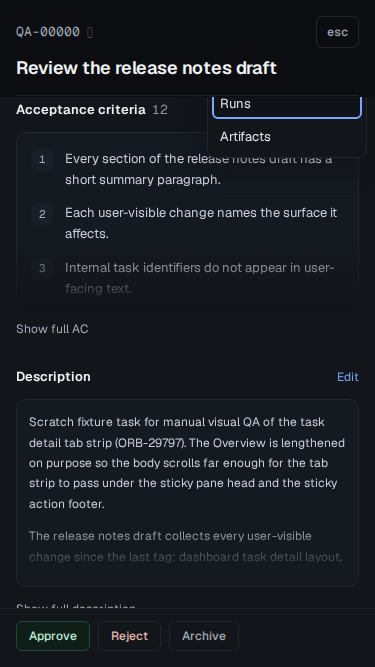 QA-00000
esc
Review the release notes draft
Acceptance criteria 12
Runs
Artifacts
1 Every section of the release notes draft has a
short summary paragraph.
2 Each user-visible change names the surface it
affects.
3 Internal task identifiers do not appear in user-
facing text.
Show full AC
Description
Edit
Scratch fixture task for manual visual QA of the task
detail tab strip (ORB-29797). The Overview is lengthened
on purpose so the body scrolls far enough for the tab
strip to pass under the sticky pane head and the sticky
action footer.
The release notes draft collects every user-visible
change since the last tag: dashboard task detail layout,
Show full description
Approve
Reject
Archive